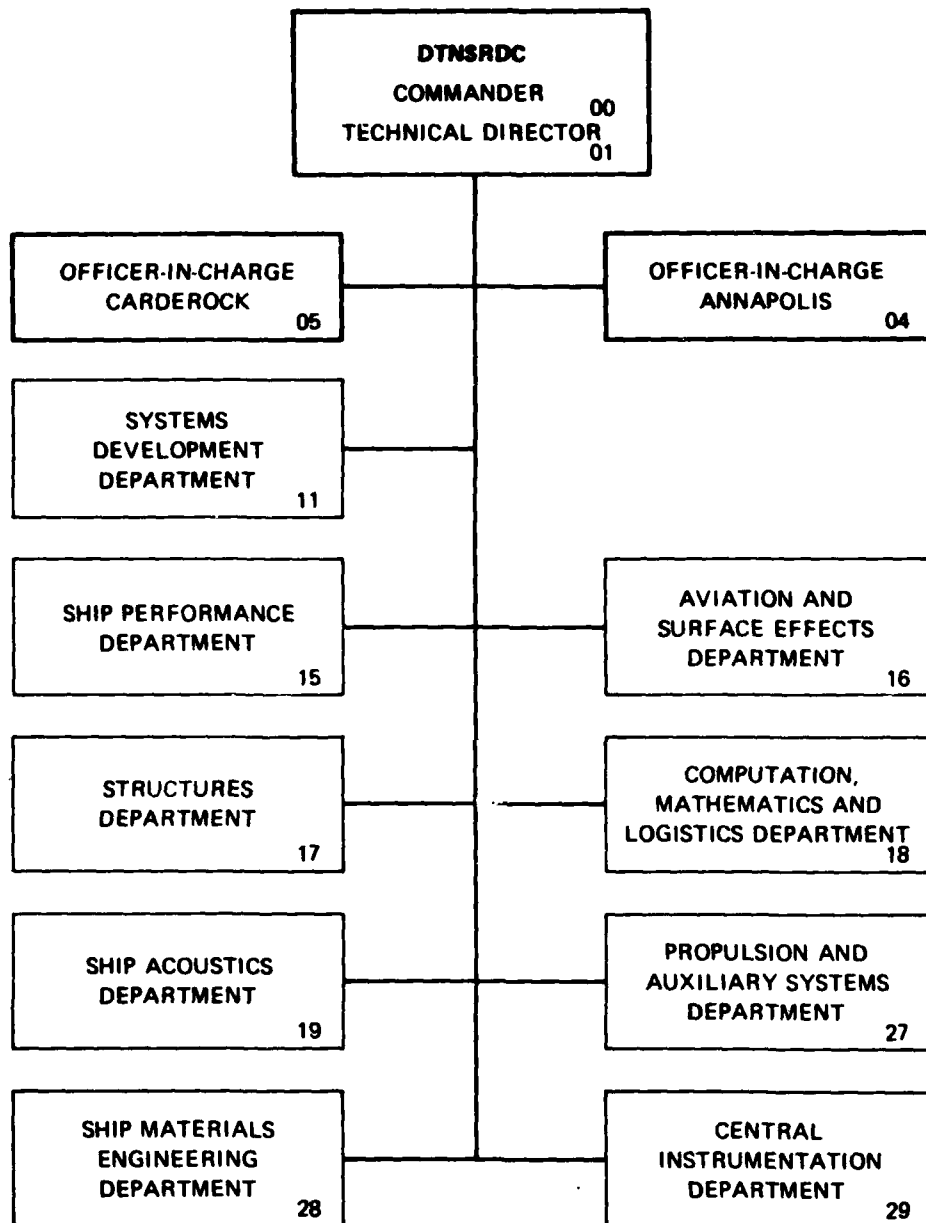 DTNSRDC
COMMANDER
00
TECHNICAL DIRECTOR
01
OFFICER-IN-CHARGE
CARDEROCK
05
OFFICER-IN-CHARGE
ANNAPOLIS
04
SYSTEMS
DEVELOPMENT
DEPARTMENT
11
SHIP PERFORMANCE
DEPARTMENT
15
AVIATION AND
SURFACE EFFECTS
DEPARTMENT
16
STRUCTURES
DEPARTMENT
17
COMPUTATION,
MATHEMATICS AND
LOGISTICS DEPARTMENT
18
SHIP ACOUSTICS
DEPARTMENT
19
PROPULSION AND
AUXILIARY SYSTEMS
DEPARTMENT
27
SHIP MATERIALS
ENGINEERING
DEPARTMENT
28
CENTRAL
INSTRUMENTATION
DEPARTMENT
29